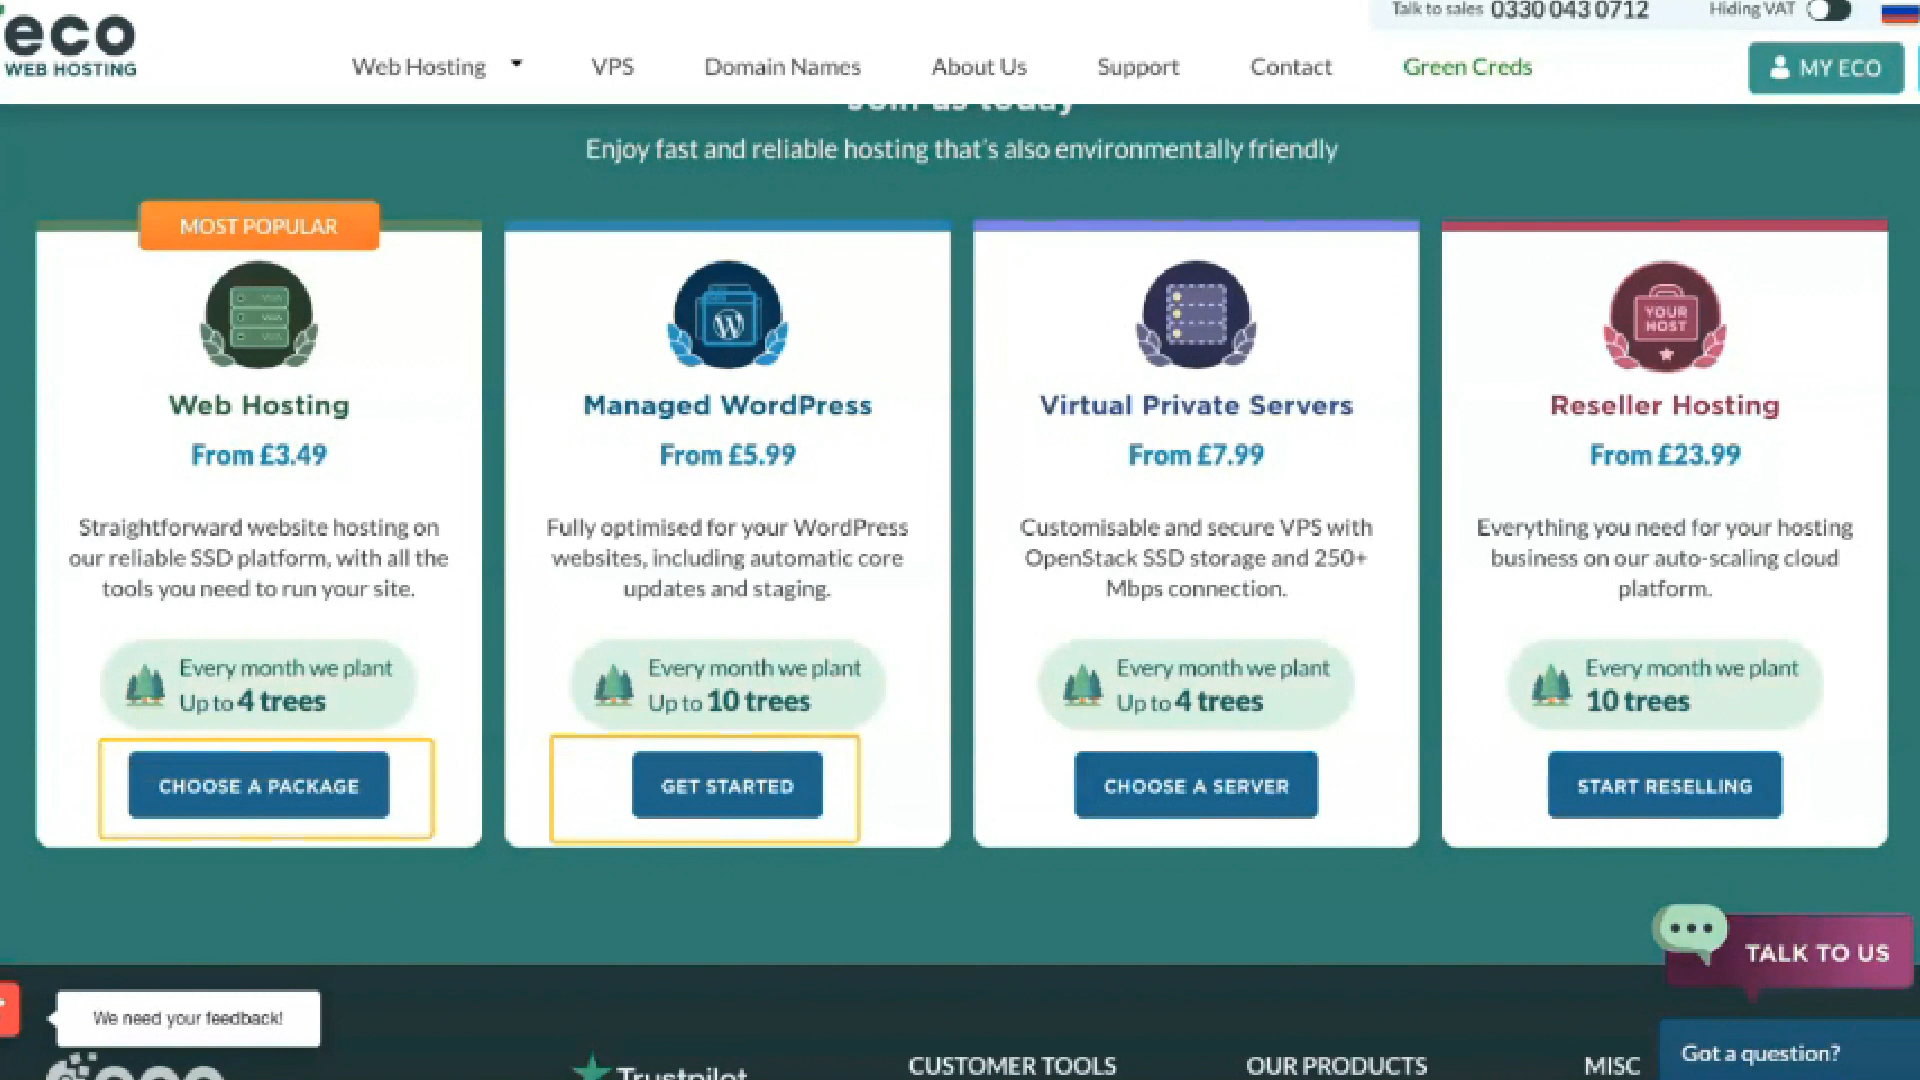 Talk to sales 0330 043 0712
Hiding VAT
eco
WEB HOSTING
Web Hosting
VPS
Domain Names
About Us
Support
Contact
Green Creds
MY ECO
Join us today
Enjoy fast and reliable hosting that's also environmentally friendly
MOST POPULAR
Web Hosting
From £3.49
Straightforward website hosting on
our reliable SSD platform, with all the
tools you need to run your site.
Every month we plant
Up to 4 trees
CHOOSE A PACKAGE
Managed WordPress
From £5.99
Fully optimised for your WordPress
websites, including automatic core
updates and staging.
Every month we plant
Up to 10 trees
GET STARTED
Virtual Private Servers
From £7.99
Customisable and secure VPS with
OpenStack SSD storage and 250+
Mbps connection.
Every month we plant
Up to 4 trees
CHOOSE A SERVER
YOUR
HOST
Reseller Hosting
From £23.99
Everything you need for your hosting
business on our auto-scaling cloud
platform.
Every month we plant
10 trees
START RESELLING
TALK TO US
We need your feedback!
Got a question?
eco
Trustpilot
CUSTOMER TOOLS
OUR PRODUCTS
MISC